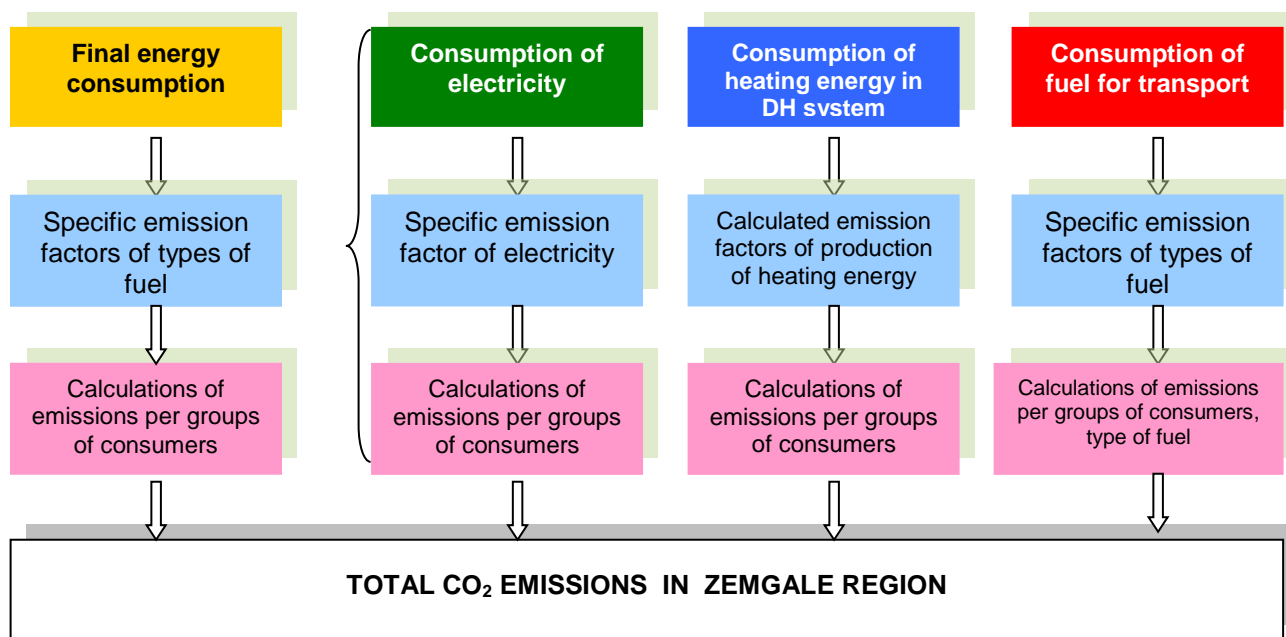 Final energy
consumption
Consumption of
electricity
Consumption of
heating energy in
DH svstem
Consumption of
fuel for transport
Specific emission
factors of types of
fuel
Specific emission
factor of electricity
Calculated emission
factors of production
of heating energy
Specific emission
factors of types of
fuel
Calculations of
emissions per groups
of consumers
Calculations of
emissions per groups
of consumers
Calculations of
emissions per groups
of consumers
Calculations of emissions
per groups of consumers,
type of fuel
TOTAL CO₂ EMISSIONS IN ZEMGALE REGION